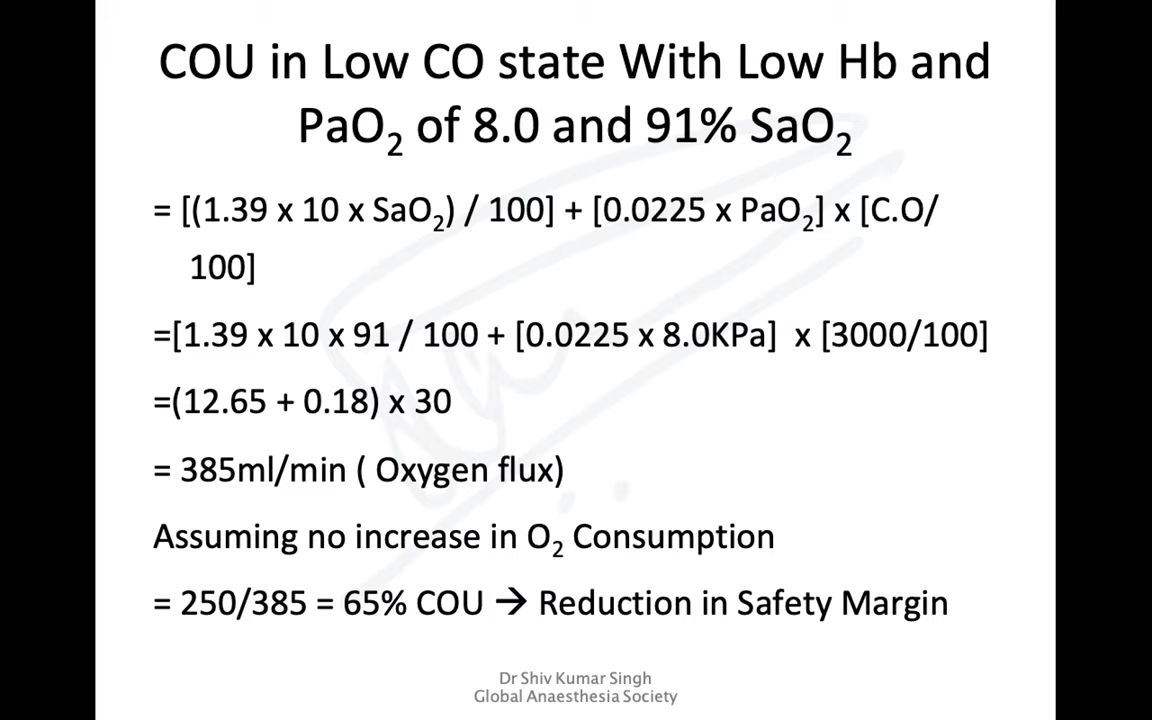 COU in Low CO state With Low Hb and
PaO₂ of 8.0 and 91% SaO₂
= [(1.39 x 10 x SaO₂) / 100] + [0.0225 x PaO₂] x [C.O/
100]
=[1.39 x 10 x 91 / 100 + [0.0225 x 8.0KPa] x [3000/100]
=(12.65 + 0.18) x 30
= 385ml/min ( Oxygen flux)
Assuming no increase in O₂ Consumption
= 250/385 = 65% COU → Reduction in Safety Margin
Dr Shiv Kumar Singh
Global Anaesthesia Society